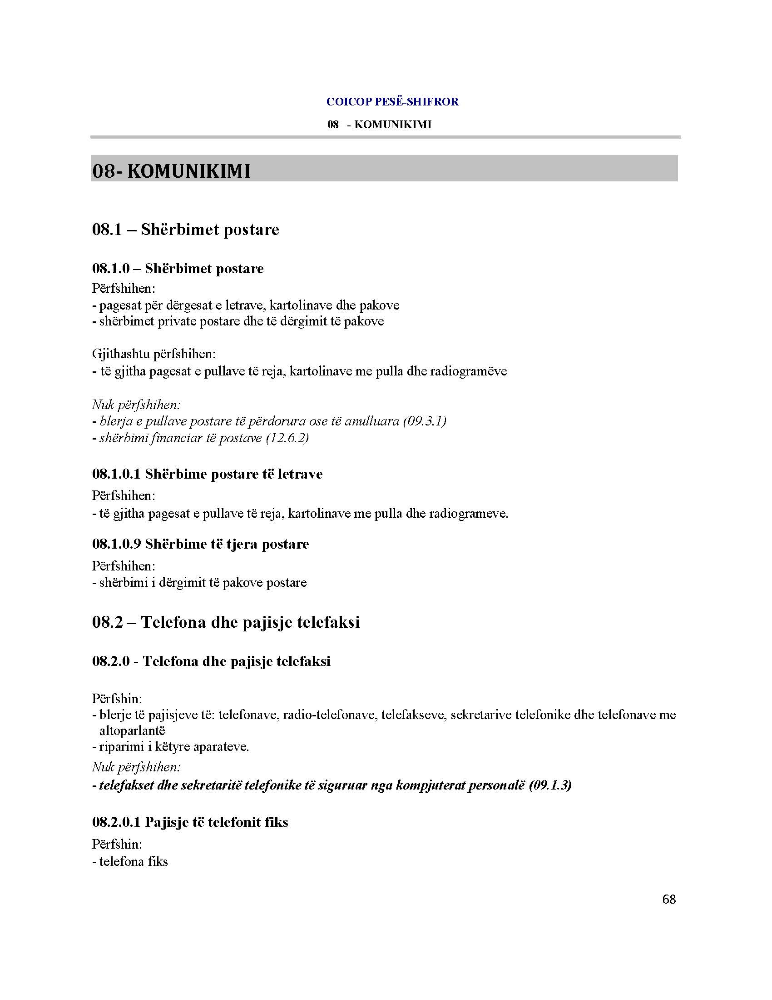 COICOP PESË-SHIFROR
08 - KOMUNIKIMI
08- KOMUNIKIMI
08.1 – Shërbimet postare
08.1.0 – Shërbimet postare
Përfshihen:
- pagesat për dërgesat e letrave, kartolinave dhe pakove
- shërbimet private postare dhe të dërgimit të pakove
Gjithashtu përfshihen:
- të gjitha pagesat e pullave të reja, kartolinave me pulla dhe radiogramëve
Nuk përfshihen:
- blerja e pullave postare të përdorura ose të anulluara (09.3.1)
- shërbimi financiar të postave (12.6.2)
08.1.0.1 Shërbime postare të letrave
Përfshihen:
- të gjitha pagesat e pullave të reja, kartolinave me pulla dhe radiogrameve.
08.1.0.9 Shërbime të tjera postare
Përfshihen:
- shërbimi i dërgimit të pakove postare
08.2 – Telefona dhe pajisje telefaksi
08.2.0 - Telefona dhe pajisje telefaksi
Përfshin:
- blerje të pajisjeve të: telefonave, radio-telefonave, telefakseve, sekretarive telefonike dhe telefonave me
altoparlantë
- riparimi i këtyre aparateve.
Nuk përfshihen:
- telefakset dhe sekretaritë telefonike të siguruar nga kompjuterat personalë (09.1.3)
08.2.0.1 Pajisje të telefonit fiks
Përfshin:
- telefona fiks
68